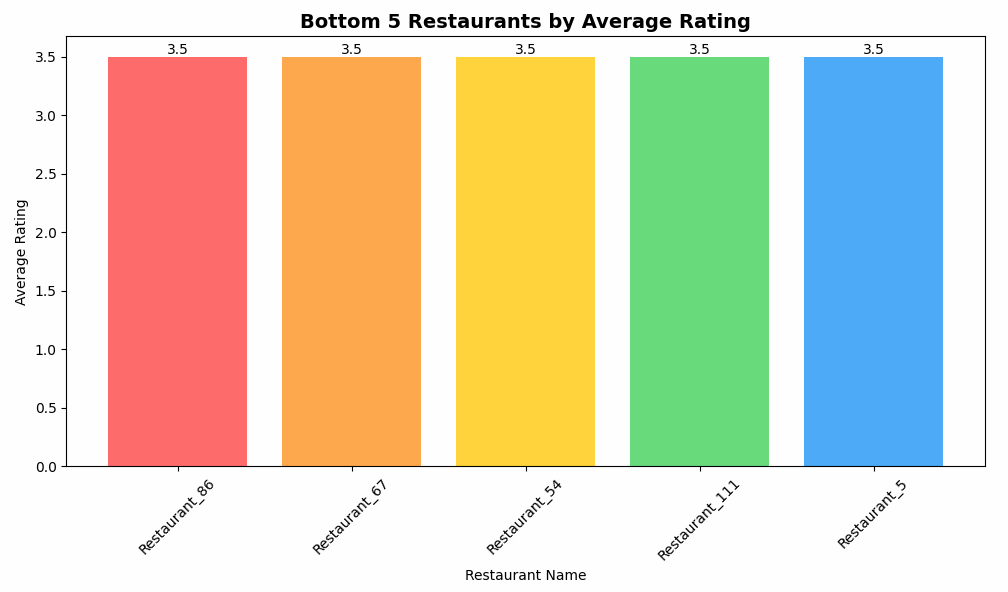 Bottom 5 Restaurants by Average Rating
3.5 3.5 3.5 3.5 3.5
3.5
3.0
2.5
2.0
1.5
1.0
0.5
0.0
Average Rating
Restaurant_86
Restaurant_67
Restaurant_54
Restaurant_111
Restaurant_5
Restaurant Name